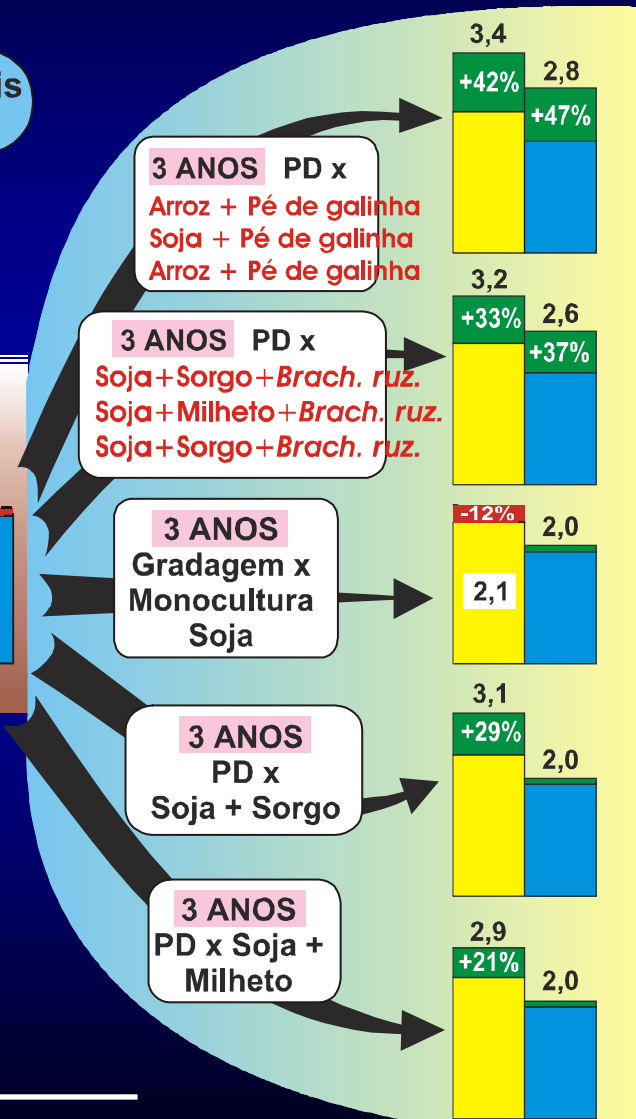 is
3 ANOS PD x
Arroz + Pé de galinha
Soja + Pé de galinha
Arroz + Pé de galinha
3,4
+42%
2,8
+47%
3 ANOS PD x
Soja+Sorgo+Brach. ruz.
Soja+Milheto+Brach. ruz.
Soja+Sorgo+Brach. ruz.
3,2
+33%
2,6
+37%
3 ANOS
Gradagem x
Monocultura
Soja
-12%
2,1
2,0
3 ANOS
PD x
Soja + Sorgo
3,1
+29%
2,0
3 ANOS
PD x Soja +
Milheto
2,9
+21%
2,0